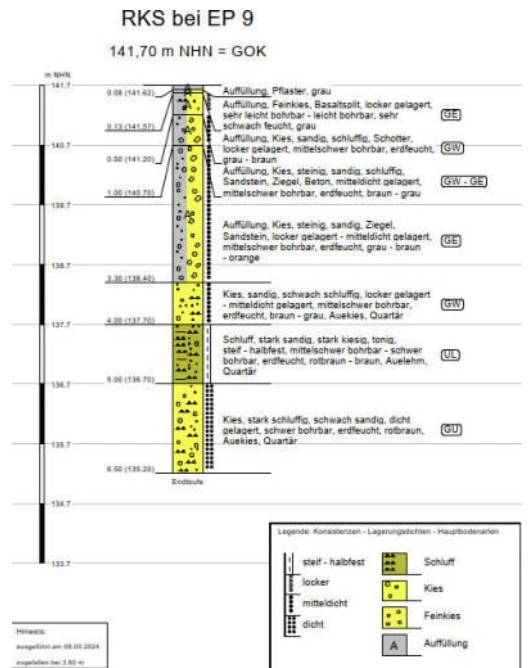 RKS bei EP 9
141,70 m NHN = GOK
m NHN
141.7
0.08 (141.62)
Auffüllung, Pflaster, grau
Auffüllung, Feinkies, Basaltsplit, locker gelagert,
sehr leicht bohrbar - leicht bohrbar, sehr
schwach feucht, grau
GE
0.13 (141.57)
Auffüllung, Kies, sandig, schluffig, Schotter,
locker gelagert, mittelschwer bohrbar, erdfeucht,
grau - braun
GW
140.7
0.50 (141.20)
Auffüllung, Kies, steinig, sandig, schluffig,
Sandstein, Ziegel, Beton, mitteldicht gelagert,
mittelschwer bohrbar, erdfeucht, braun - grau
GW - GE
1.00 (140.70)
139.7
Auffüllung, Kies, steinig, sandig, Ziegel,
Sandstein, locker gelagert - mitteldicht gelagert,
mittelschwer bohrbar, erdfeucht, grau - braun
- orange
GE
138.7
3.30 (138.40)
Kies, sandig, schwach schluffig, locker gelagert
- mitteldicht gelagert, mittelschwer bohrbar,
erdfeucht, braun - grau, Auekies, Quartär
GW
4.00 (137.70)
137.7
Schluff, stark sandig, stark kiesig, tonig,
steif - halbfest, mittelschwer bohrbar - schwer
bohrbar, erdfeucht, rotbraun - braun, Auelehm,
Quartär
UL
5.00 (136.70)
136.7
Kies, stark schluffig, schwach sandig, dicht
gelagert, schwer bohrbar, erdfeucht, rotbraun,
Auekies, Quartär
GU
135.7
6.50 (135.20)
Endteufe
134.7
133.7
A
A
A
Legende: Konsistenzen - Lagerungsdichten - Hauptbodenarten
steif - halbfest
locker
mitteldicht
dicht
Schluff
Kies
Feinkies
A Auffüllung
Hinweis:
ausgeführt am 08.05.2024
zugefallen bei 3,60 m